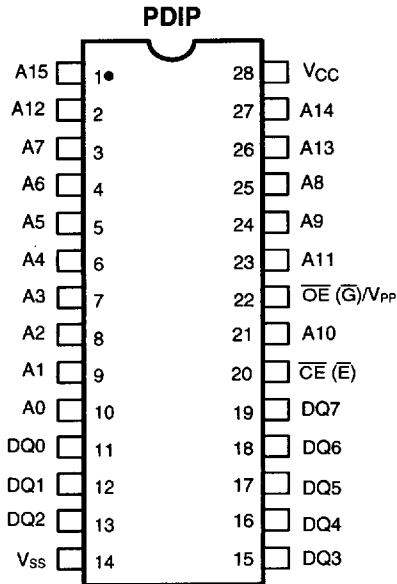 PDIP
A15 1 28 VCC
A12 2 27 A14
A7 3 26 A13
A6 4 25 A8
A5 5 24 A9
A4 6 23 A11
A3 7 22 O̅E̅ (G̅)/VPP
A2 8 21 A10
A1 9 20 C̅E̅ (E̅)
A0 10 19 DQ7
DQ0 11 18 DQ6
DQ1 12 17 DQ5
DQ2 13 16 DQ4
VSS 14 15 DQ3